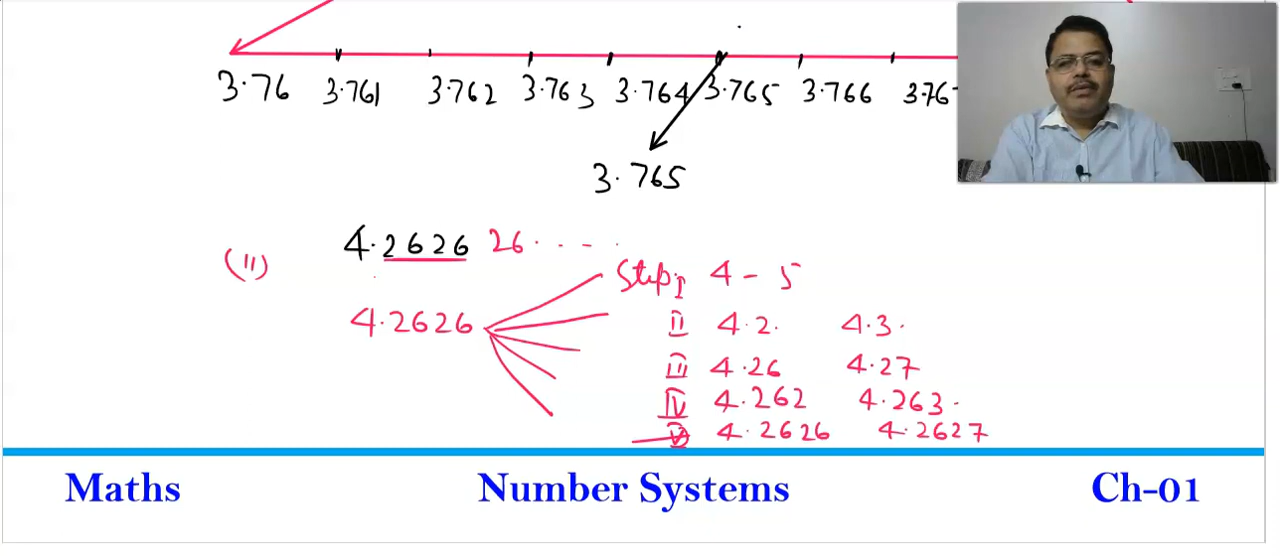 3.76 3.761 3.762 3.763 3.764 3.765 3.766 3.76
3.765
(II) 4.2626 26....
4.2626 Step I 4 - 5
II 4.2. 4.3.
III 4.26 4.27
IV 4.262 4.263.
V 4.2626 4.2627
Maths Number Systems Ch-01